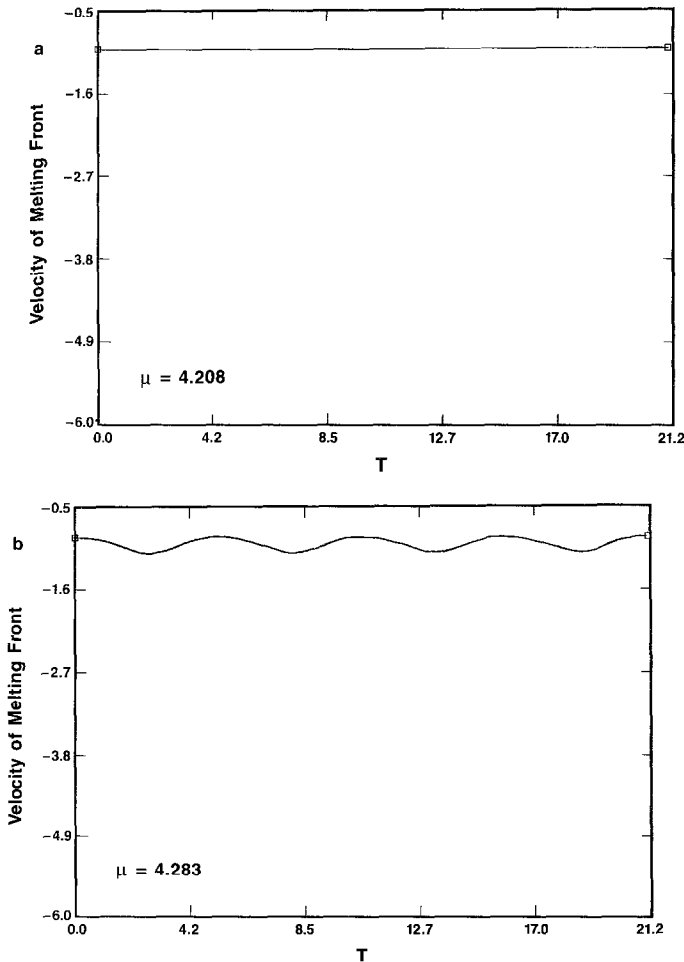 a
Velocity of Melting Front
-0.5
-1.6
-2.7
-3.8
-4.9
-6.0
μ = 4.208
0.0 4.2 8.5 12.7 17.0 21.2
T
b
Velocity of Melting Front
-0.5
-1.6
-2.7
-3.8
-4.9
-6.0
μ = 4.283
0.0 4.2 8.5 12.7 17.0 21.2
T